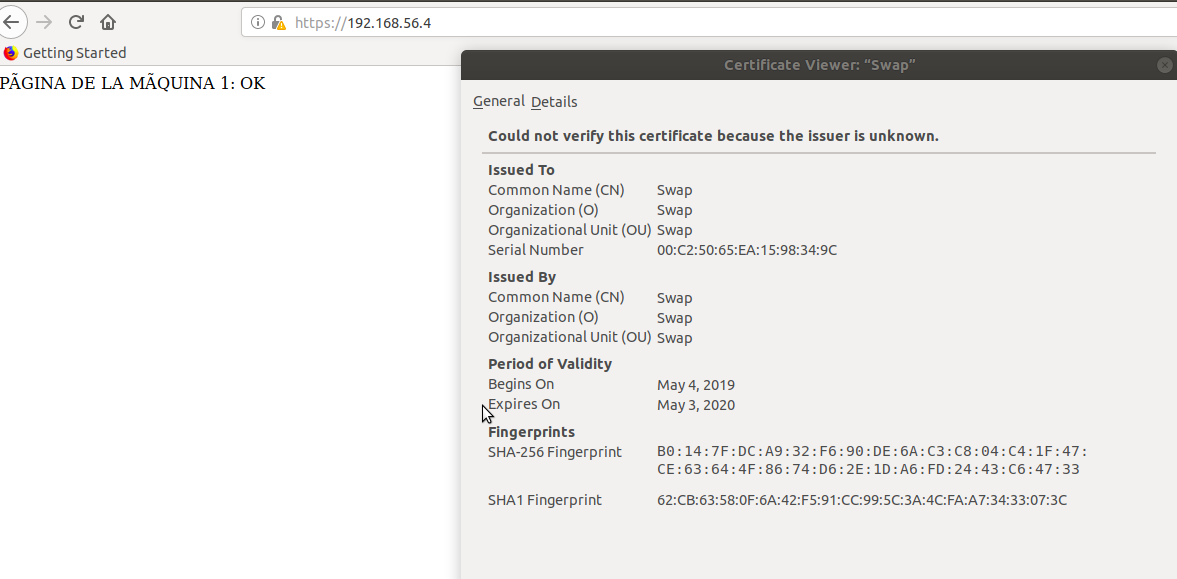 https://192.168.56.4
Getting Started
PÃGINA DE LA MÃQUINA 1: OK
Certificate Viewer: “Swap”
General Details
Could not verify this certificate because the issuer is unknown.
Issued To
Common Name (CN) Swap
Organization (O) Swap
Organizational Unit (OU) Swap
Serial Number 00:C2:50:65:EA:15:98:34:9C
Issued By
Common Name (CN) Swap
Organization (O) Swap
Organizational Unit (OU) Swap
Period of Validity
Begins On May 4, 2019
Expires On May 3, 2020
Fingerprints
SHA-256 Fingerprint B0:14:7F:DC:A9:32:F6:90:DE:6A:C3:C8:04:C4:1F:47:
CE:63:64:4F:86:74:D6:2E:1D:A6:FD:24:43:C6:47:33
SHA1 Fingerprint 62:CB:63:58:0F:6A:42:F5:91:CC:99:5C:3A:4C:FA:A7:34:33:07:3C